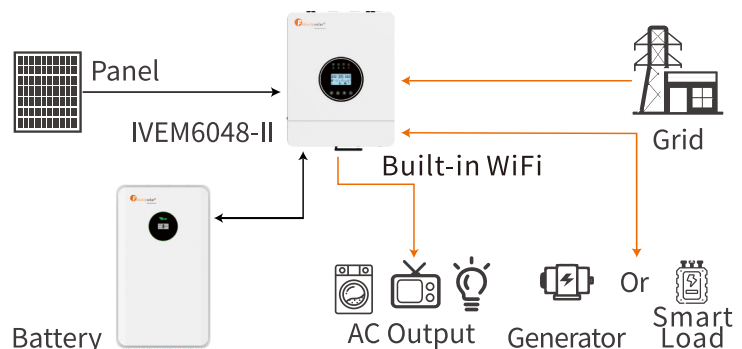 Panel
IVEM6048-II
Built-in WiFi
Grid
Battery
AC Output
Generator
Or
Smart
Load